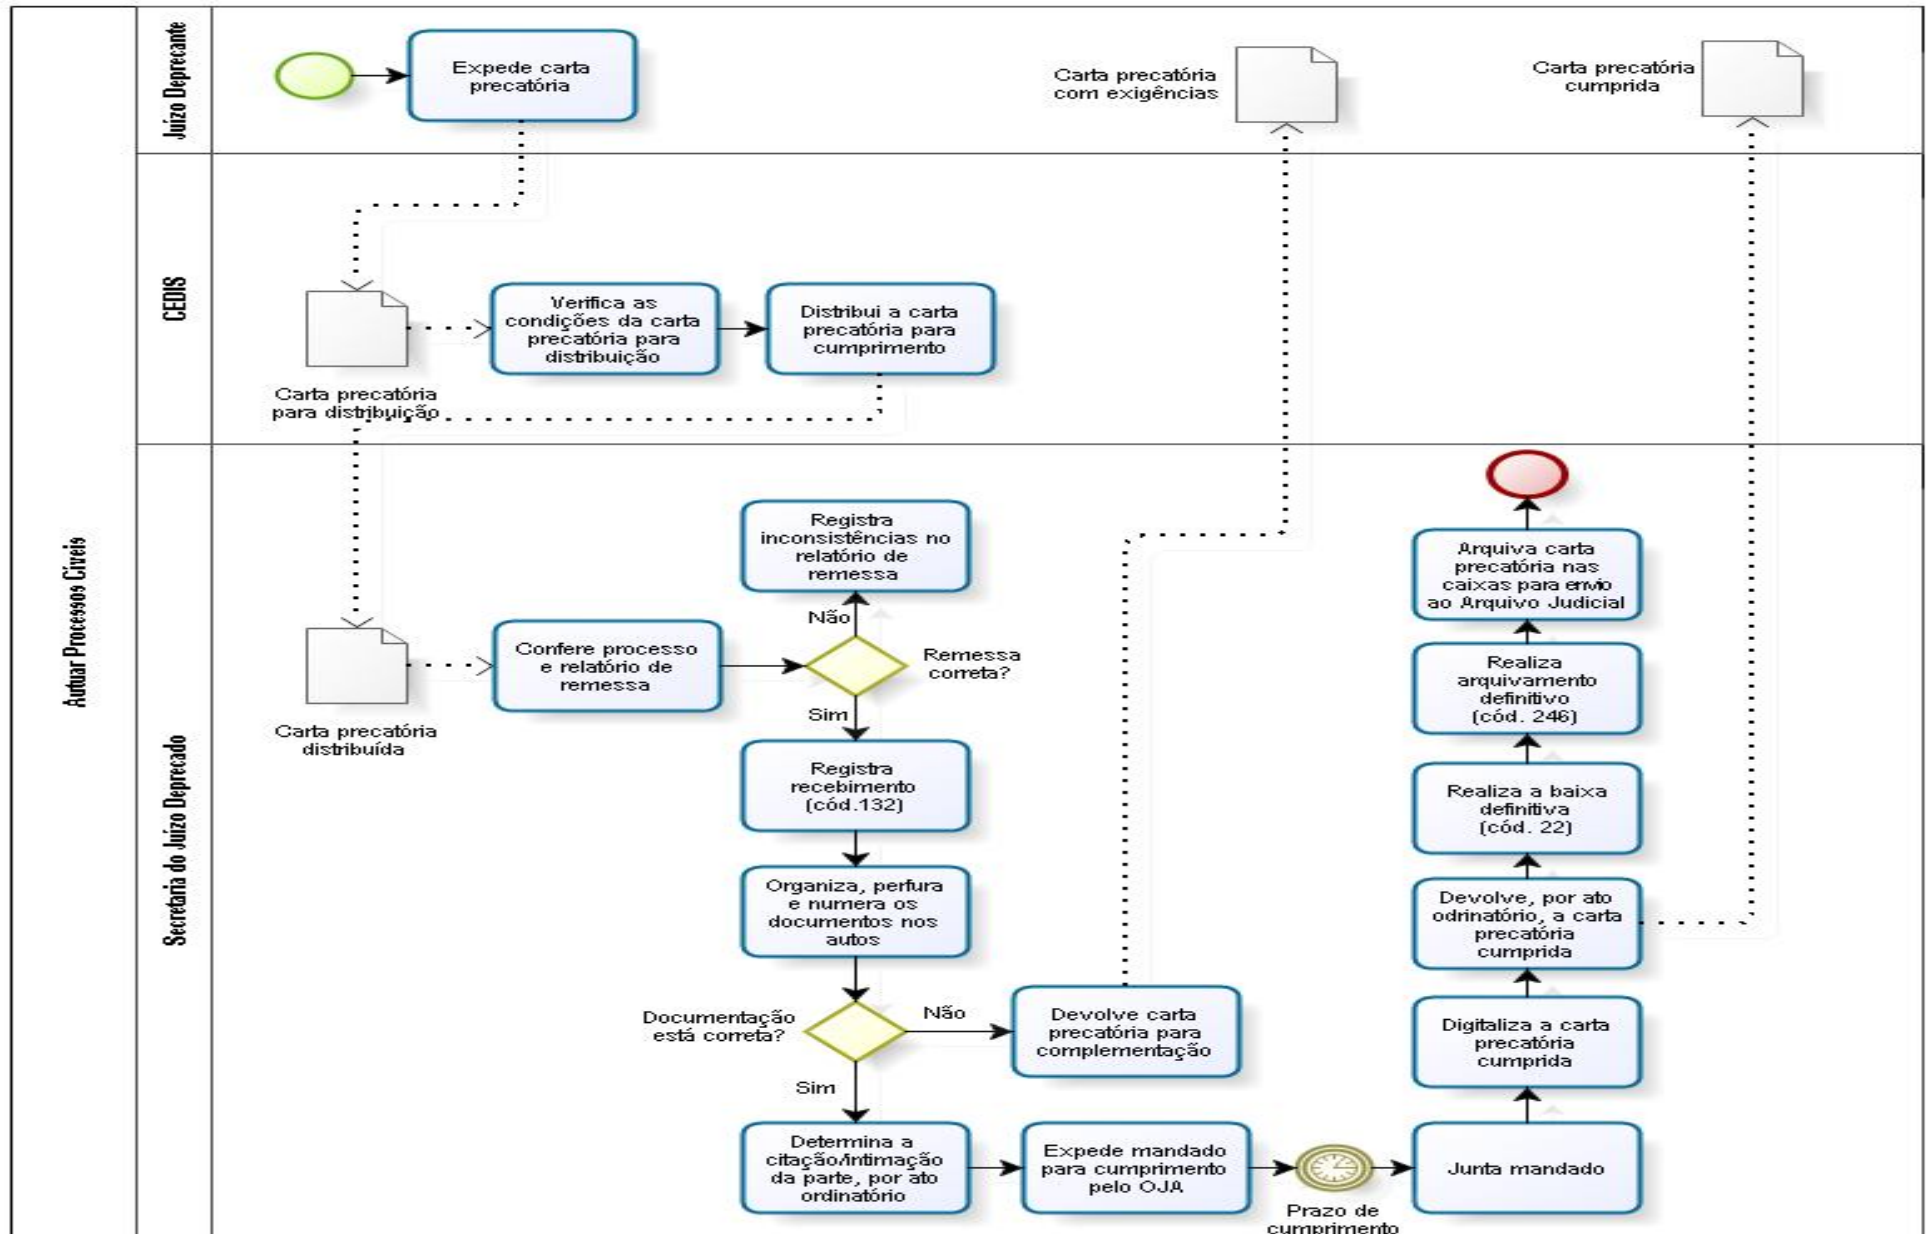 Autuar Processos Cíveis
Juízo Deprecante
Expede carta
precatória
Carta precatória
com exigências
Carta precatória
cumprida
CEDIS
Carta precatória
para distribuição
Verifica as
condições da carta
precatória para
distribuição
Distribui a carta
precatória para
cumprimento
Secretaria do Juízo Deprecado
Carta precatória
distribuída
Confere processo
e relatório de
remessa
Registra
inconsistências no
relatório de
remessa
Não
Remessa
correta?
Sim
Registra
recebimento
(cód.132)
Organiza, perfura
e numera os
documentos nos
autos
Documentação
está correta?
Não
Devolve carta
precatória para
complementação
Sim
Determina a
citação/intimação
da parte, por ato
ordinatório
Expede mandado
para cumprimento
pelo OJA
Prazo de
cumprimento
Junta mandado
Digitaliza a carta
precatória
cumprida
Devolve, por ato
odrinatório, a carta
precatória
cumprida
Realiza a baixa
definitiva
(cód. 22)
Realiza
arquivamento
definitivo
(cód. 246)
Arquiva carta
precatória nas
caixas para envio
ao Arquivo Judicial